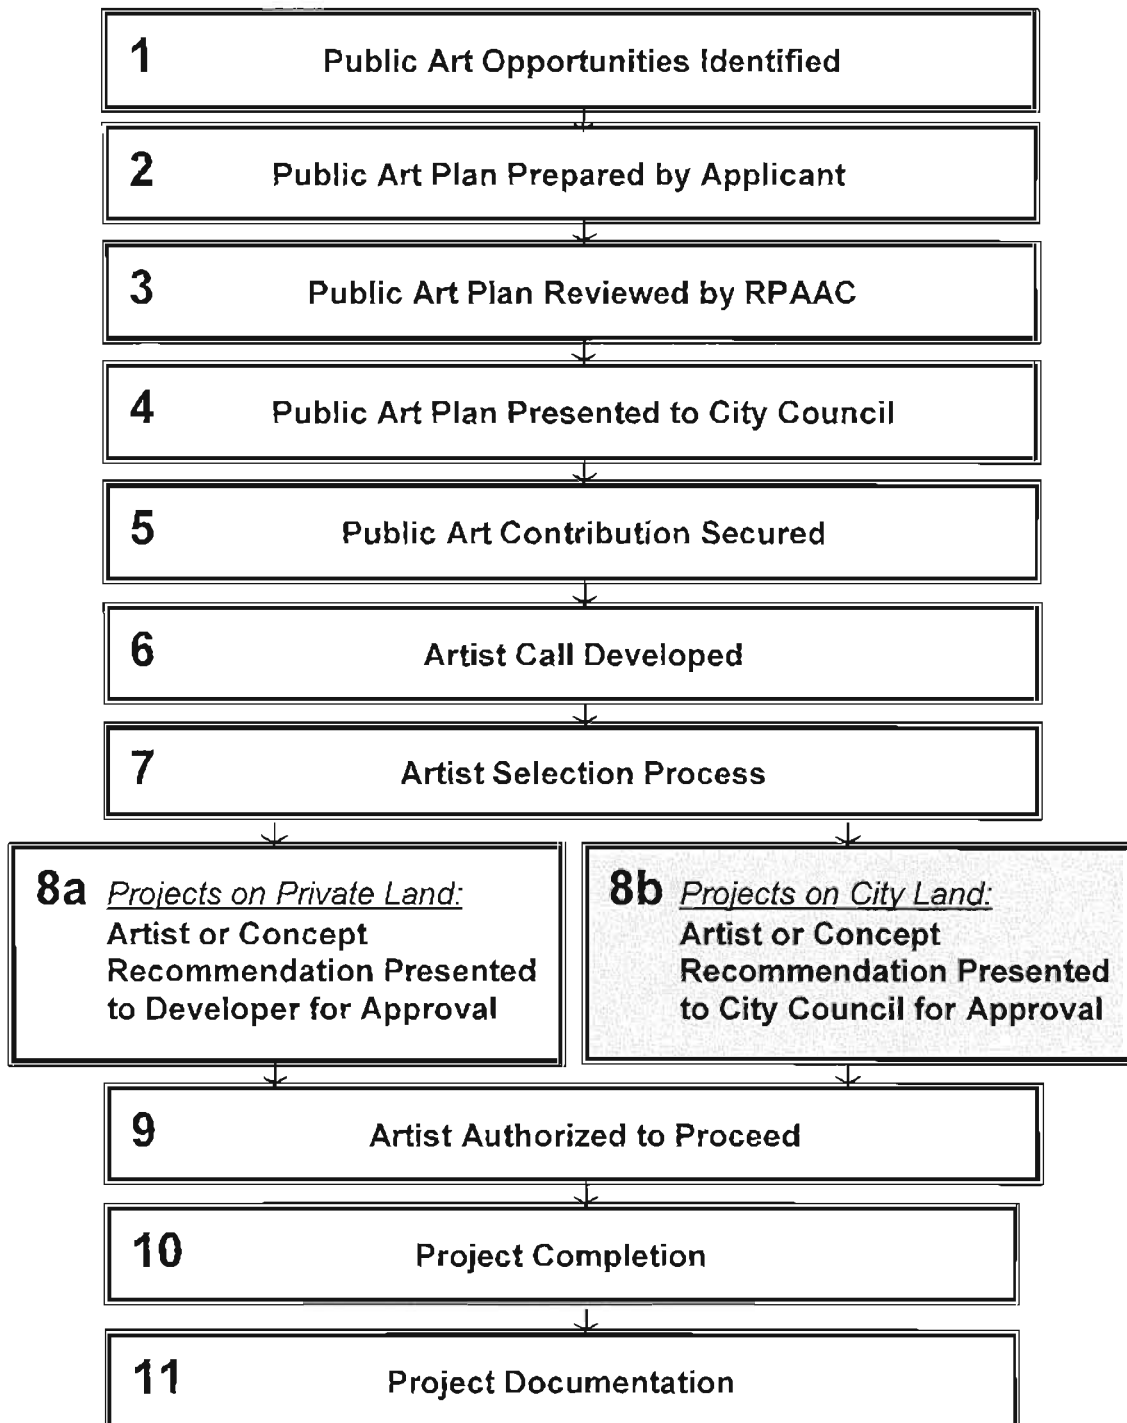 1 Public Art Opportunities Identified
2 Public Art Plan Prepared by Applicant
3 Public Art Plan Reviewed by RPAAC
4 Public Art Plan Presented to City Council
5 Public Art Contribution Secured
6 Artist Call Developed
7 Artist Selection Process
8a Projects on Private Land:
Artist or Concept
Recommendation Presented
to Developer for Approval
8b Projects on City Land:
Artist or Concept
Recommendation Presented
to City Council for Approval
9 Artist Authorized to Proceed
10 Project Completion
11 Project Documentation